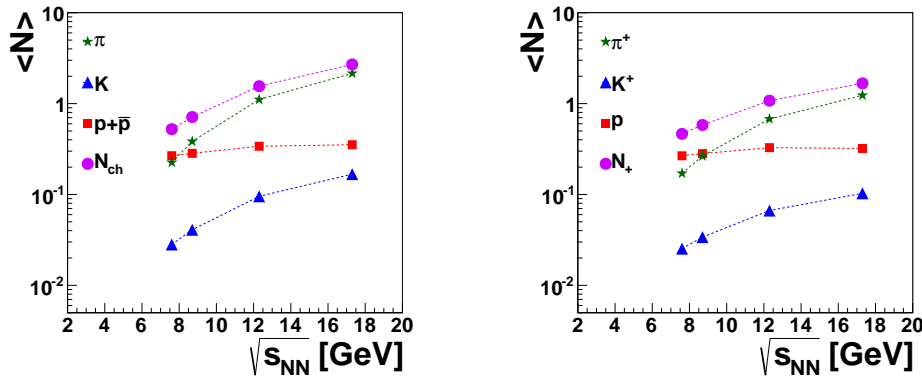 <N>
10
1
10⁻¹
10⁻²
π
K
p+p̅
N_ch
2 4 6 8 10 12 14 16 18 20
√s_NN [GeV]
<N>
10
1
10⁻¹
10⁻²
π⁺
K⁺
p
N₊
2 4 6 8 10 12 14 16 18 20
√s_NN [GeV]